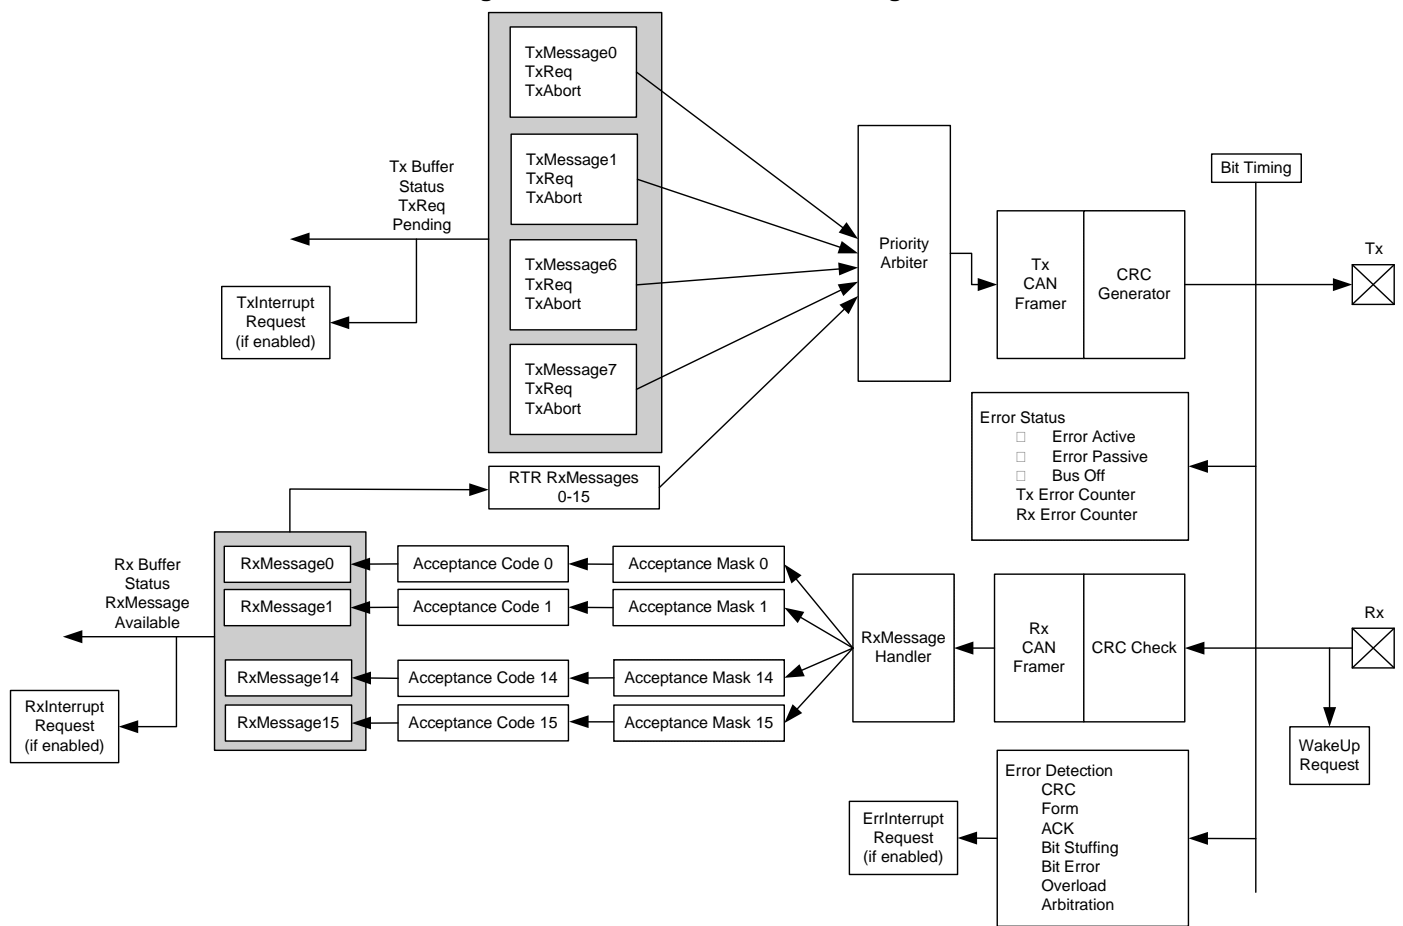 TxMessage0
TxReq
TxAbort
TxMessage1
TxReq
TxAbort
TxMessage6
TxReq
TxAbort
TxMessage7
TxReq
TxAbort
Tx Buffer
Status
TxReq
Pending
TxInterrupt
Request
(if enabled)
Priority
Arbiter
Tx
CAN
Framer
CRC
Generator
Bit Timing
Tx
Error Status
Error Active
Error Passive
Bus Off
Tx Error Counter
Rx Error Counter
RTR RxMessages
0-15
Rx Buffer
Status
RxMessage
Available
RxInterrupt
Request
(if enabled)
RxMessage0
Acceptance Code 0
Acceptance Mask 0
RxMessage1
Acceptance Code 1
Acceptance Mask 1
RxMessage14
Acceptance Code 14
Acceptance Mask 14
RxMessage15
Acceptance Code 15
Acceptance Mask 15
RxMessage
Handler
Rx
CAN
Framer
CRC Check
Rx
WakeUp
Request
ErrInterrupt
Request
(if enabled)
Error Detection
CRC
Form
ACK
Bit Stuffing
Bit Error
Overload
Arbitration